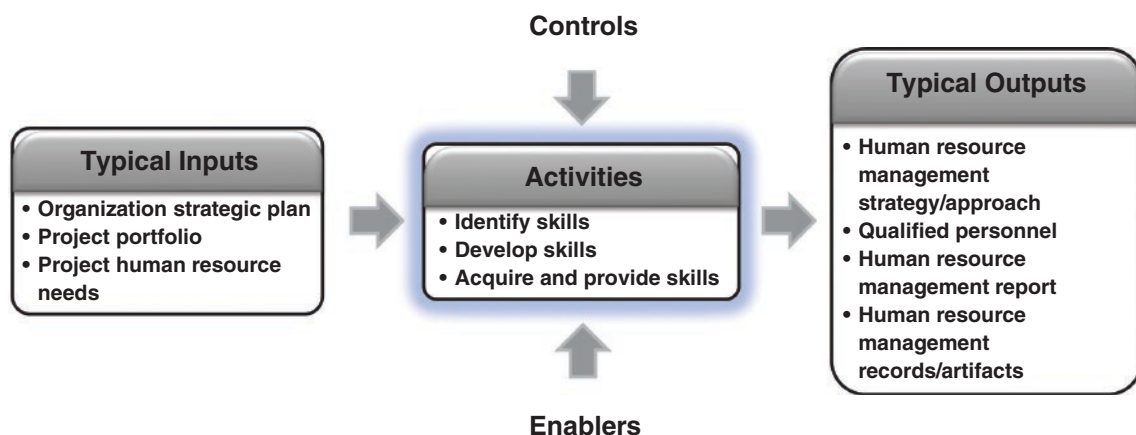 Controls
Typical Inputs
• Organization strategic plan
• Project portfolio
• Project human resource
needs
Activities
• Identify skills
• Develop skills
• Acquire and provide skills
Typical Outputs
• Human resource
management
strategy/approach
• Qualified personnel
• Human resource
management report
• Human resource
management
records/artifacts
Enablers